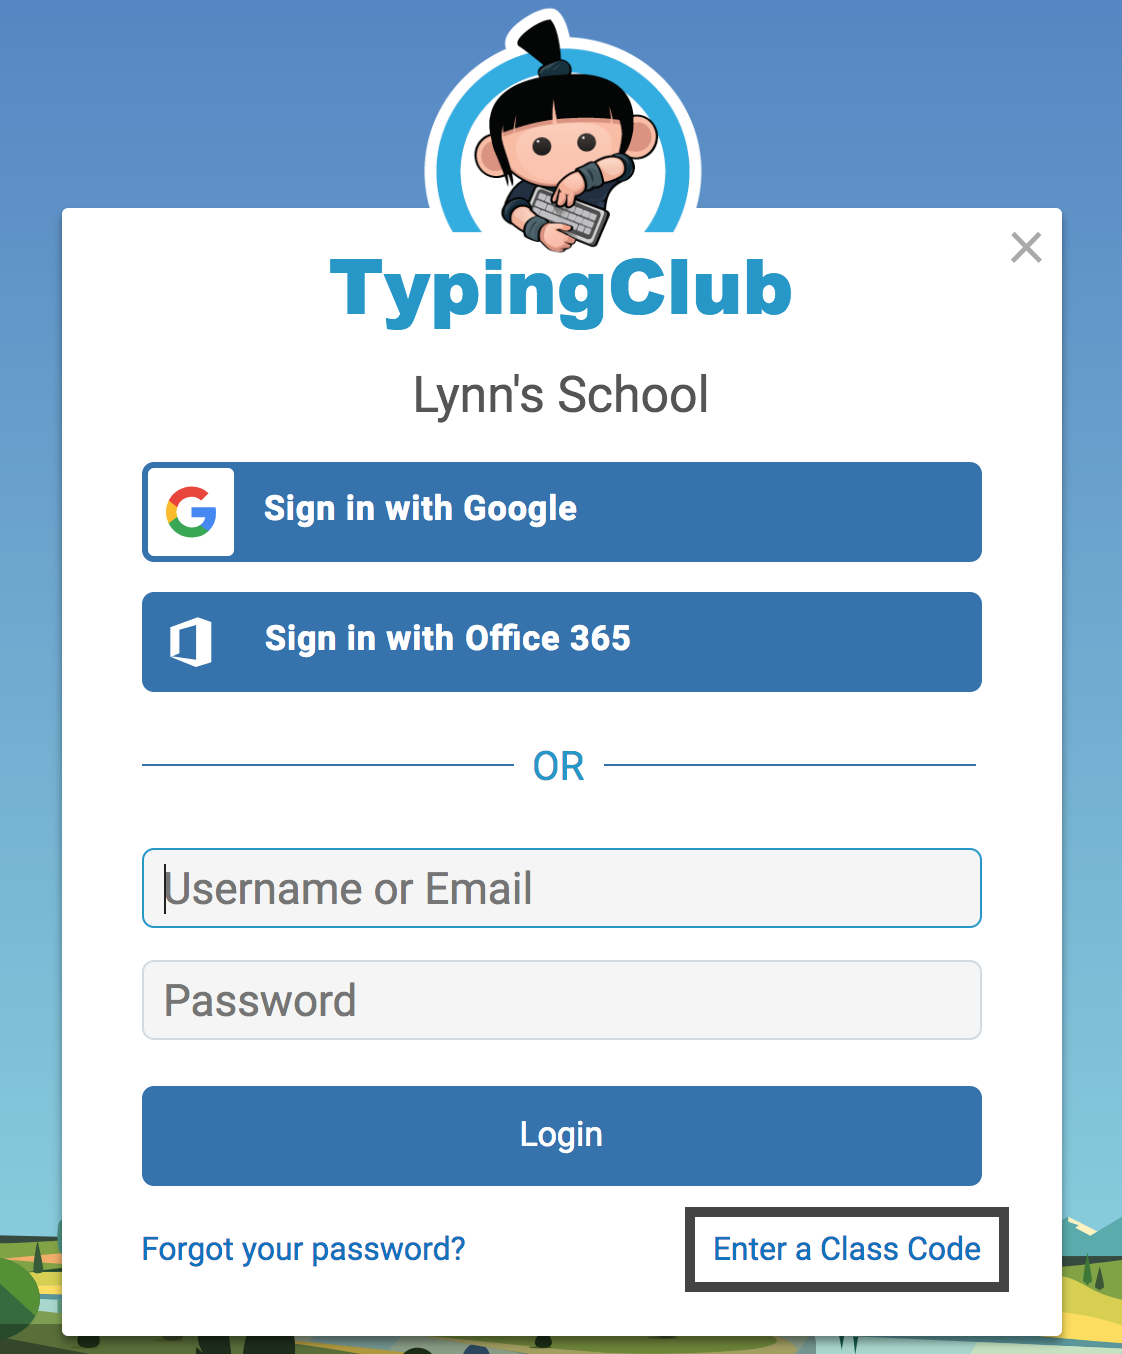 TypingClub
Lynn's School
Sign in with Google
Sign in with Office 365
OR
Username or Email
Password
Login
Forgot your password? Enter a Class Code